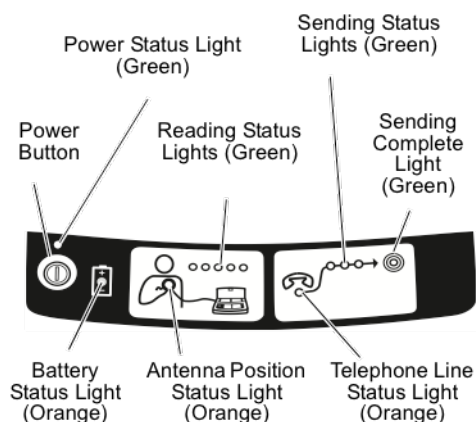 Power Status Light
(Green)
Sending Status
Lights (Green)
Power
Button
Reading Status
Lights (Green)
Sending
Complete
Light
(Green)
Battery
Status Light
(Orange)
Antenna Position
Status Light
(Orange)
Telephone Line
Status Light
(Orange)